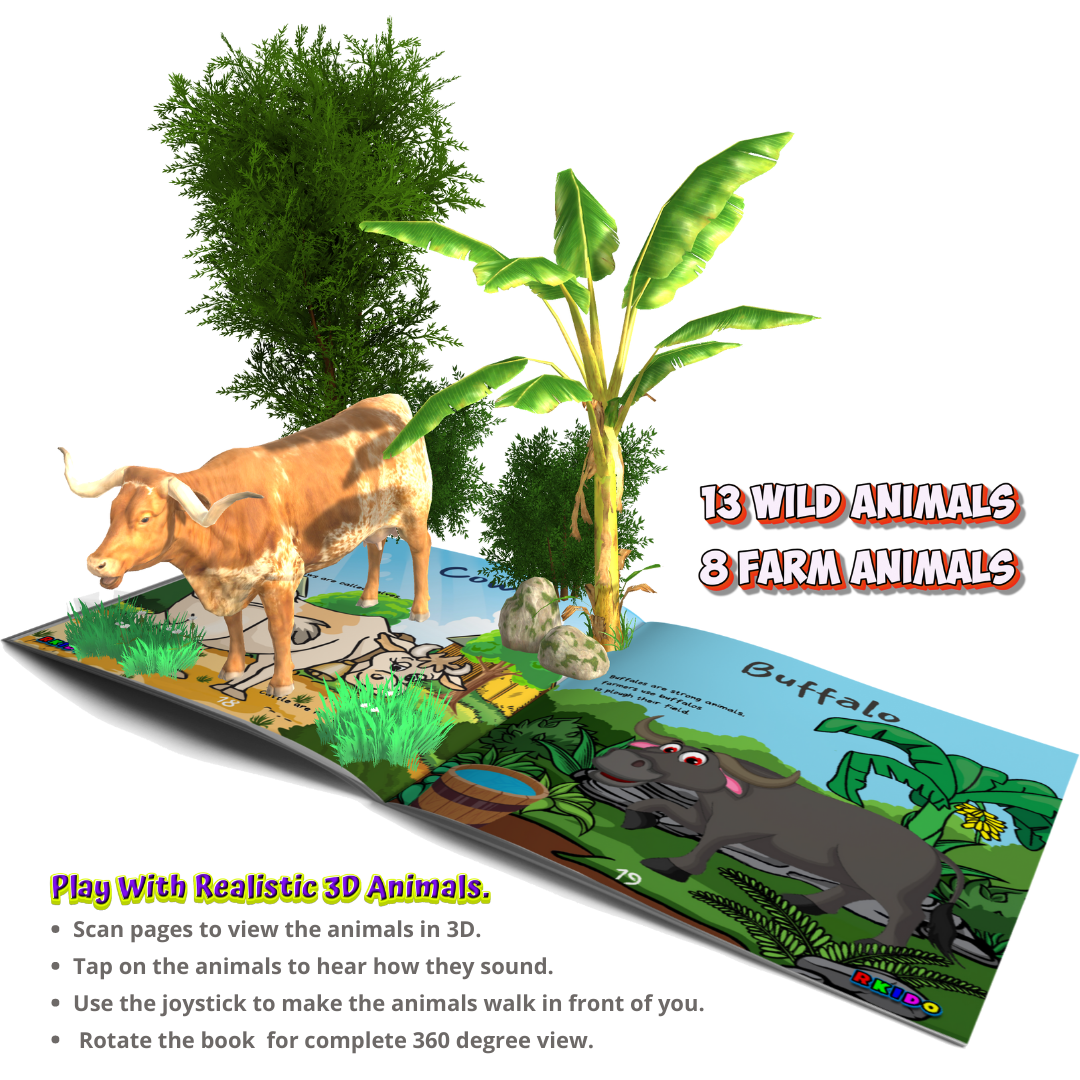 13 WILD ANIMALS
8 FARM ANIMALS
Buffalo
Buffaloes are strong animals.
Farmers use buffalos
to plough their field.
18
19
RKIDO
Play With Realistic 3D Animals.
• Scan pages to view the animals in 3D.
• Tap on the animals to hear how they sound.
• Use the joystick to make the animals walk in front of you.
• Rotate the book for complete 360 degree view.